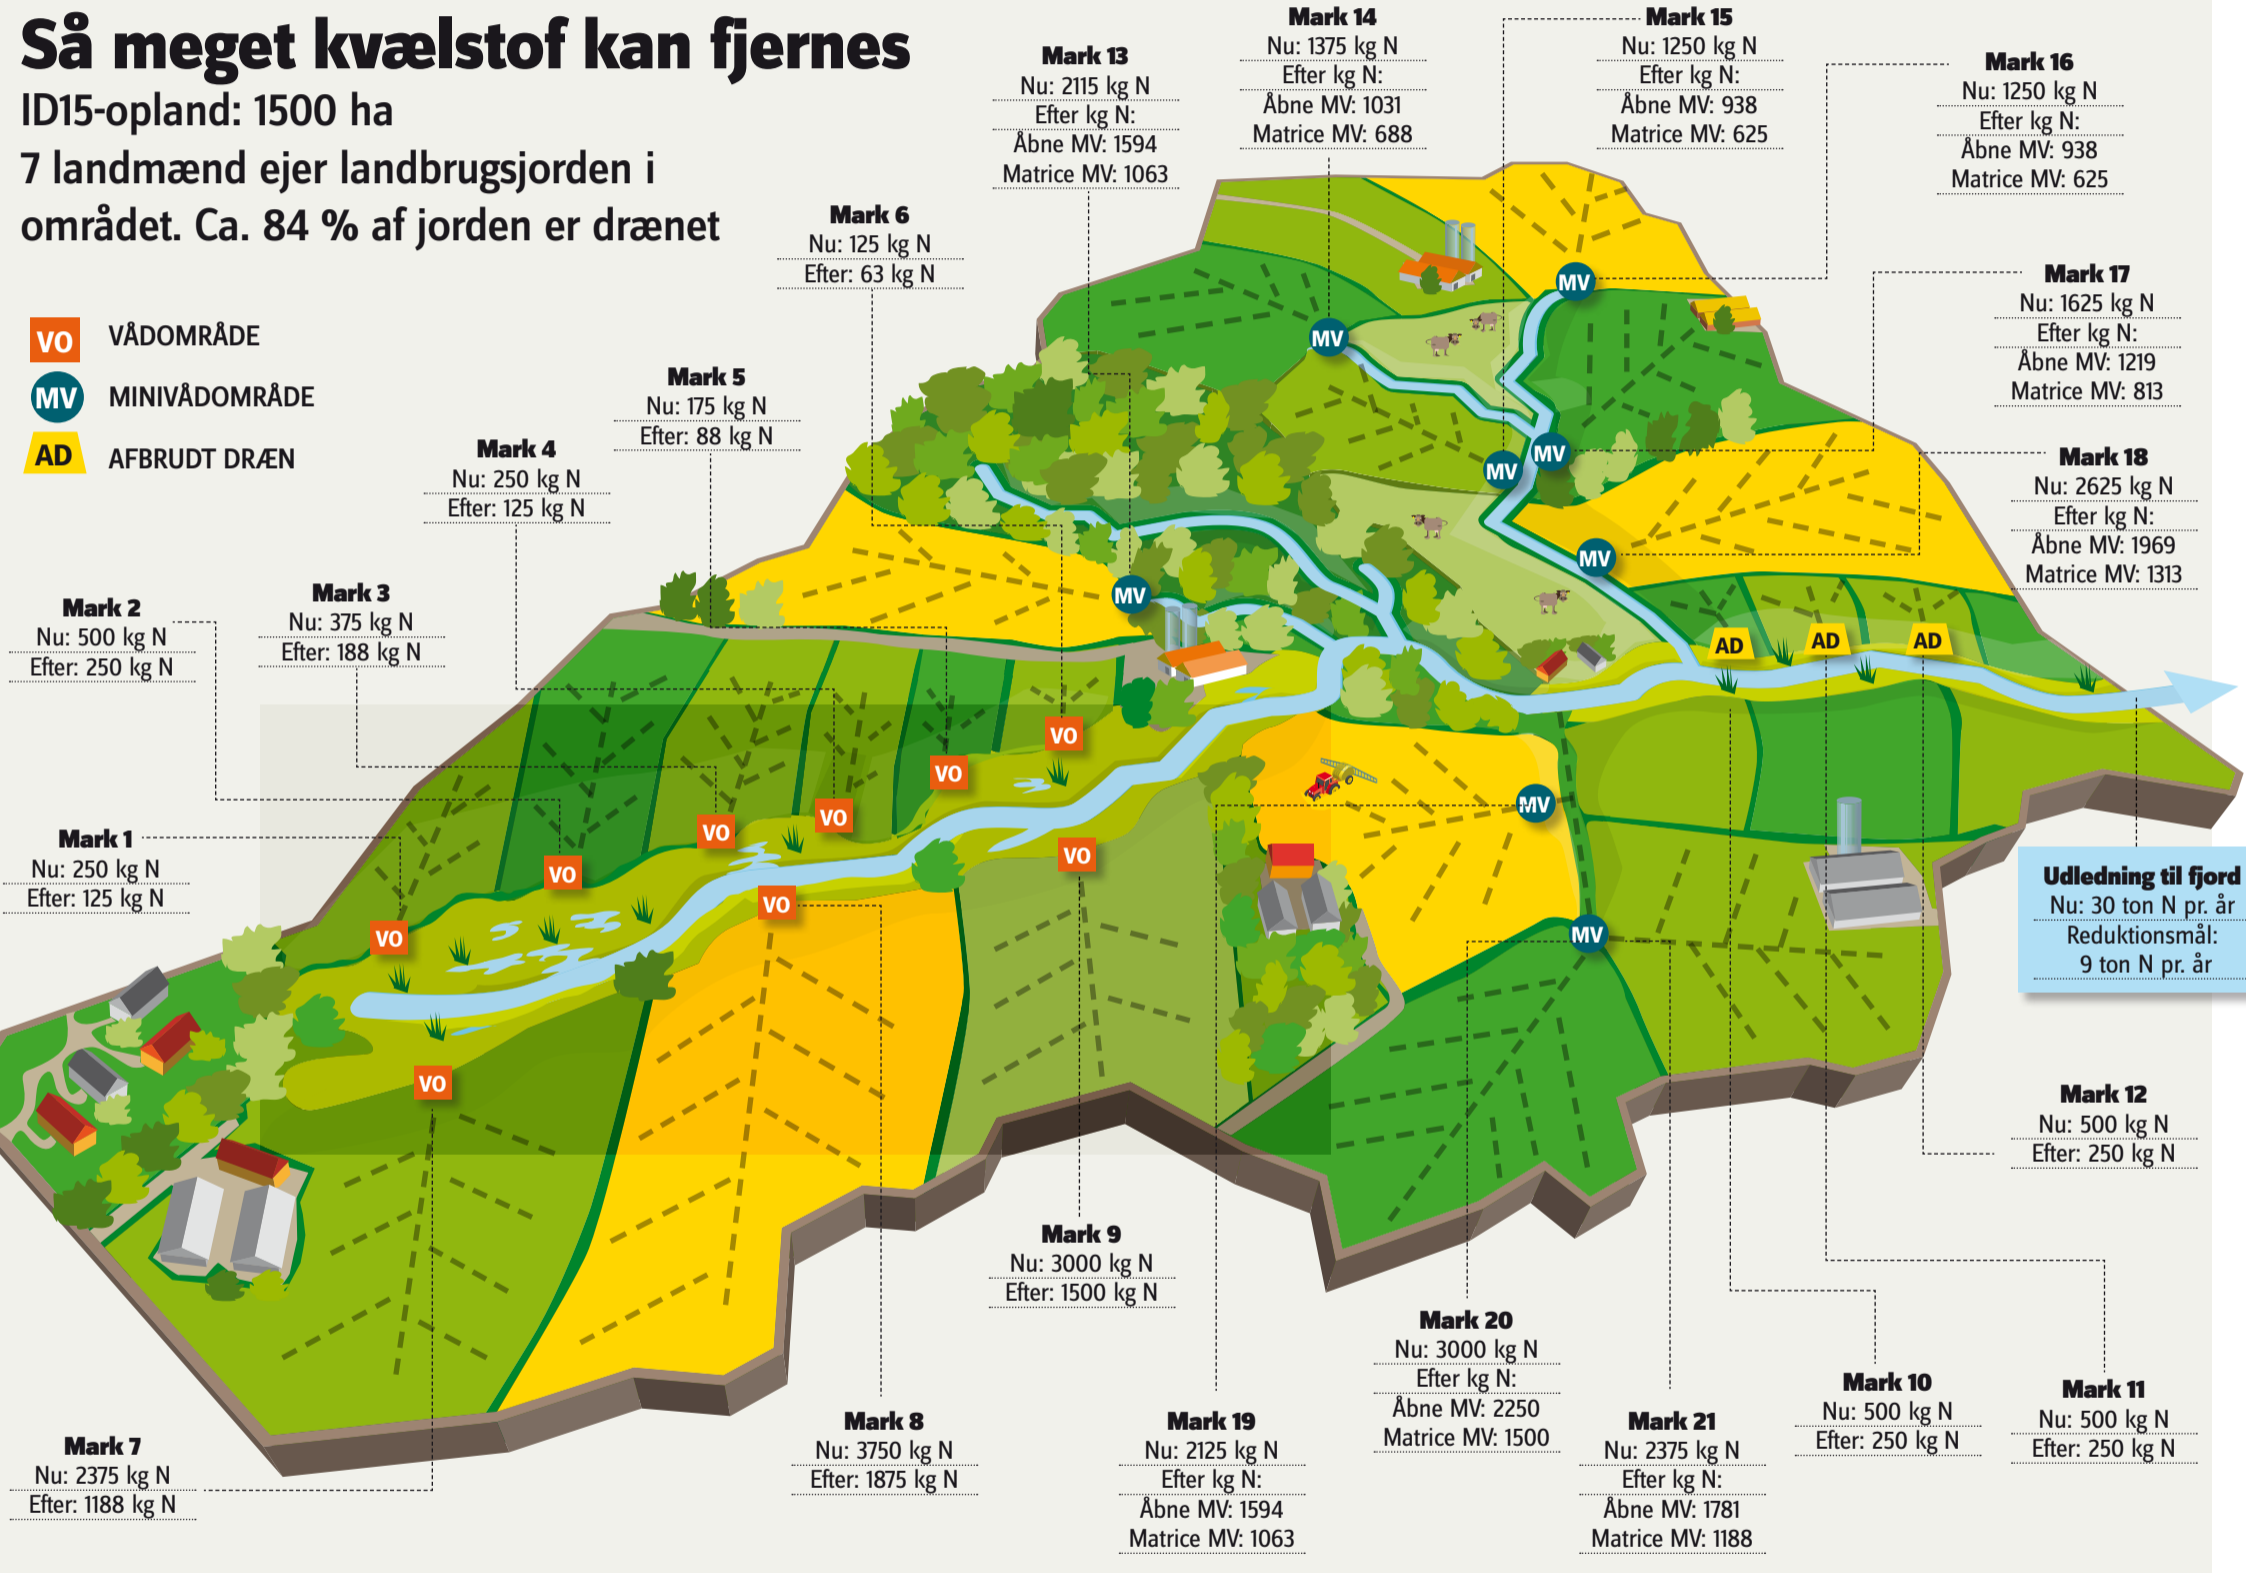 Så meget kvælstof kan fjernes
ID15-opland: 1500 ha
7 landmænd ejer landbrugsjorden i
området. Ca. 84 % af jorden er drænet
VO VÅDOMRÅDE
MV MINIVÅDOMRÅDE
AD AFBRUDT DRÆN
Mark 1
Nu: 250 kg N
Efter: 125 kg N
Mark 2
Nu: 500 kg N
Efter: 250 kg N
Mark 3
Nu: 375 kg N
Efter: 188 kg N
Mark 4
Nu: 250 kg N
Efter: 125 kg N
Mark 5
Nu: 175 kg N
Efter: 88 kg N
Mark 6
Nu: 125 kg N
Efter: 63 kg N
Mark 13
Nu: 2115 kg N
Efter kg N:
Åbne MV: 1594
Matrice MV: 1063
Mark 14
Nu: 1375 kg N
Efter kg N:
Åbne MV: 1031
Matrice MV: 688
Mark 15
Nu: 1250 kg N
Efter kg N:
Åbne MV: 938
Matrice MV: 625
Mark 16
Nu: 1250 kg N
Efter kg N:
Åbne MV: 938
Matrice MV: 625
Mark 17
Nu: 1625 kg N
Efter kg N:
Åbne MV: 1219
Matrice MV: 813
Mark 18
Nu: 2625 kg N
Efter kg N:
Åbne MV: 1969
Matrice MV: 1313
MV
MV
MV
MV
MV
MV
AD
AD
AD
VO
VO
VO
VO
VO
VO
VO
VO
VO
MV
MV
Udledning til fjord
Nu: 30 ton N pr. år
Reduktionsmål:
9 ton N pr. år
Mark 7
Nu: 2375 kg N
Efter: 1188 kg N
Mark 8
Nu: 3750 kg N
Efter: 1875 kg N
Mark 9
Nu: 3000 kg N
Efter: 1500 kg N
Mark 19
Nu: 2125 kg N
Efter kg N:
Åbne MV: 1594
Matrice MV: 1063
Mark 20
Nu: 3000 kg N
Efter kg N:
Åbne MV: 2250
Matrice MV: 1500
Mark 21
Nu: 2375 kg N
Efter kg N:
Åbne MV: 1781
Matrice MV: 1188
Mark 10
Nu: 500 kg N
Efter: 250 kg N
Mark 11
Nu: 500 kg N
Efter: 250 kg N
Mark 12
Nu: 500 kg N
Efter: 250 kg N